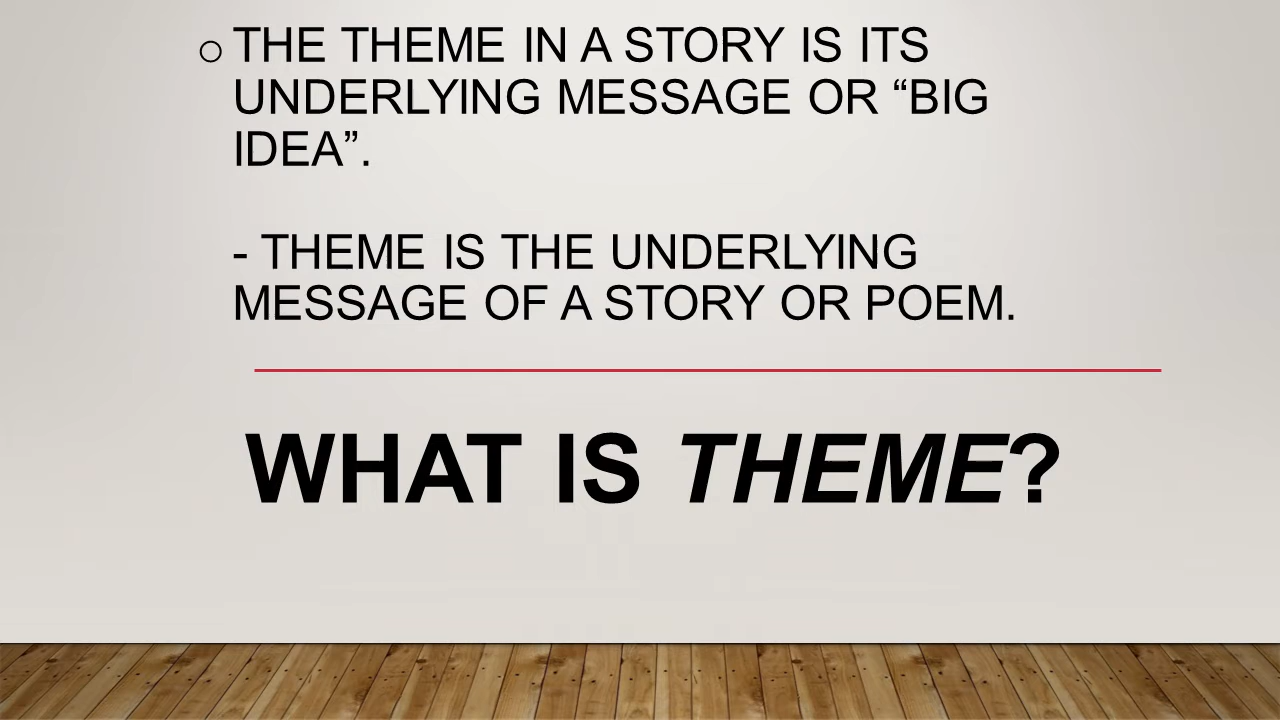 ○ THE THEME IN A STORY IS ITS
UNDERLYING MESSAGE OR “BIG
IDEA”.
- THEME IS THE UNDERLYING
MESSAGE OF A STORY OR POEM.
WHAT IS THEME?